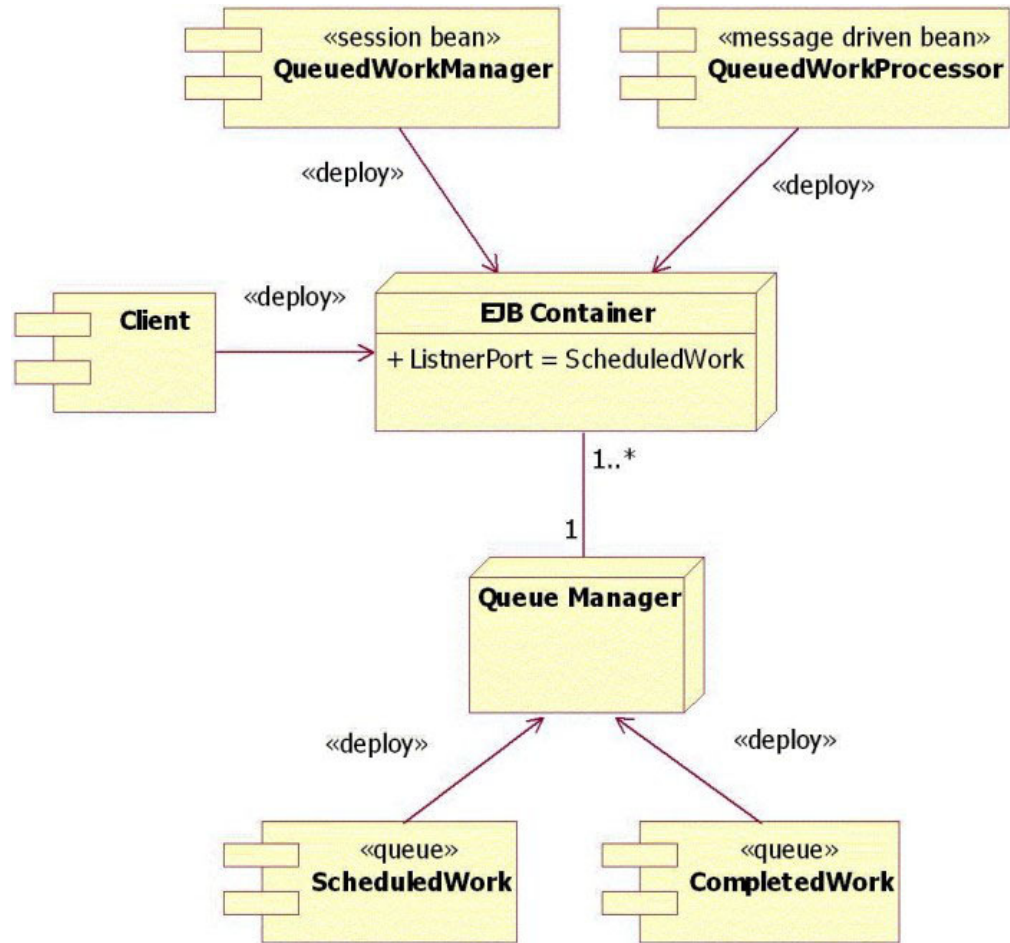 «session bean»
QueuedWorkManager
«message driven bean»
QueuedWorkProcessor
«deploy»
«deploy»
«deploy»
Client
EJB Container
+ ListnerPort = ScheduledWork
1..*
1
Queue Manager
«deploy»
«deploy»
«queue»
ScheduledWork
«queue»
CompletedWork